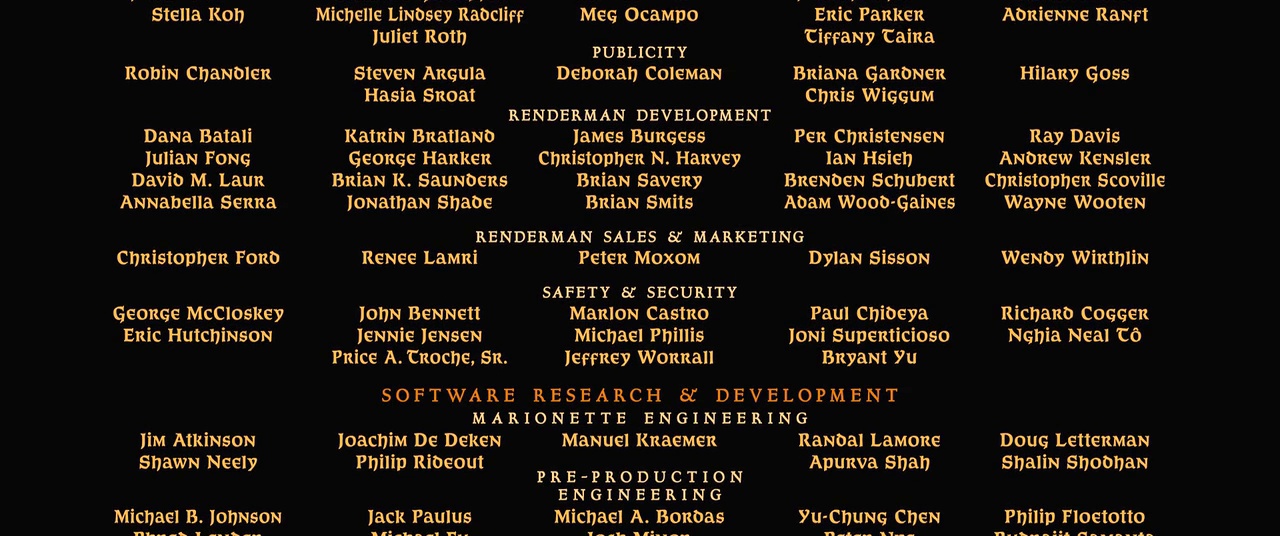 Stella Koh Michelle Lindsey Radcliff Meg Ocampo Eric Parker Adrienne Ranft
Juliet Roth Tiffany Taira
PUBLICITY
Robin Chandler Steven Argula Deborah Coleman Briana Gardner Hilary Goss
Hasia Sroat Chris Wiggum
RENDERMAN DEVELOPMENT
Dana Batali Katrin Bratland James Burgess Per Christensen Ray Davis
Julian Fong George Harker Christopher N. Harvey Ian Hsieh Andrew Kensler
David M. Laur Brian K. Saunders Brian Savery Brenden Schubert Christopher Scoville
Annabella Serra Jonathan Shade Brian Smits Adam Wood-Gaines Wayne Wooten
RENDERMAN SALES & MARKETING
Christopher Ford Renee Lamri Peter Moxom Dylan Sisson Wendy Wirthlin
SAFETY & SECURITY
George McCloskey John Bennett Marlon Castro Paul Chideya Richard Cogger
Eric Hutchinson Jennie Jensen Michael Phillis Joni Superticioso Nghia Neal Tô
Price A. Troche, Sr. Jeffrey Worrall Bryant Yu
SOFTWARE RESEARCH & DEVELOPMENT
MARIONETTE ENGINEERING
Jim Atkinson Joachim De Deken Manuel Kraemer Randal Lamore Doug Letterman
Shawn Neely Philip Rideout Apurva Shah Shalin Shodhan
PRE-PRODUCTION
ENGINEERING
Michael B. Johnson Jack Paulus Michael A. Bordas Yu-Chung Chen Philip Floetotto